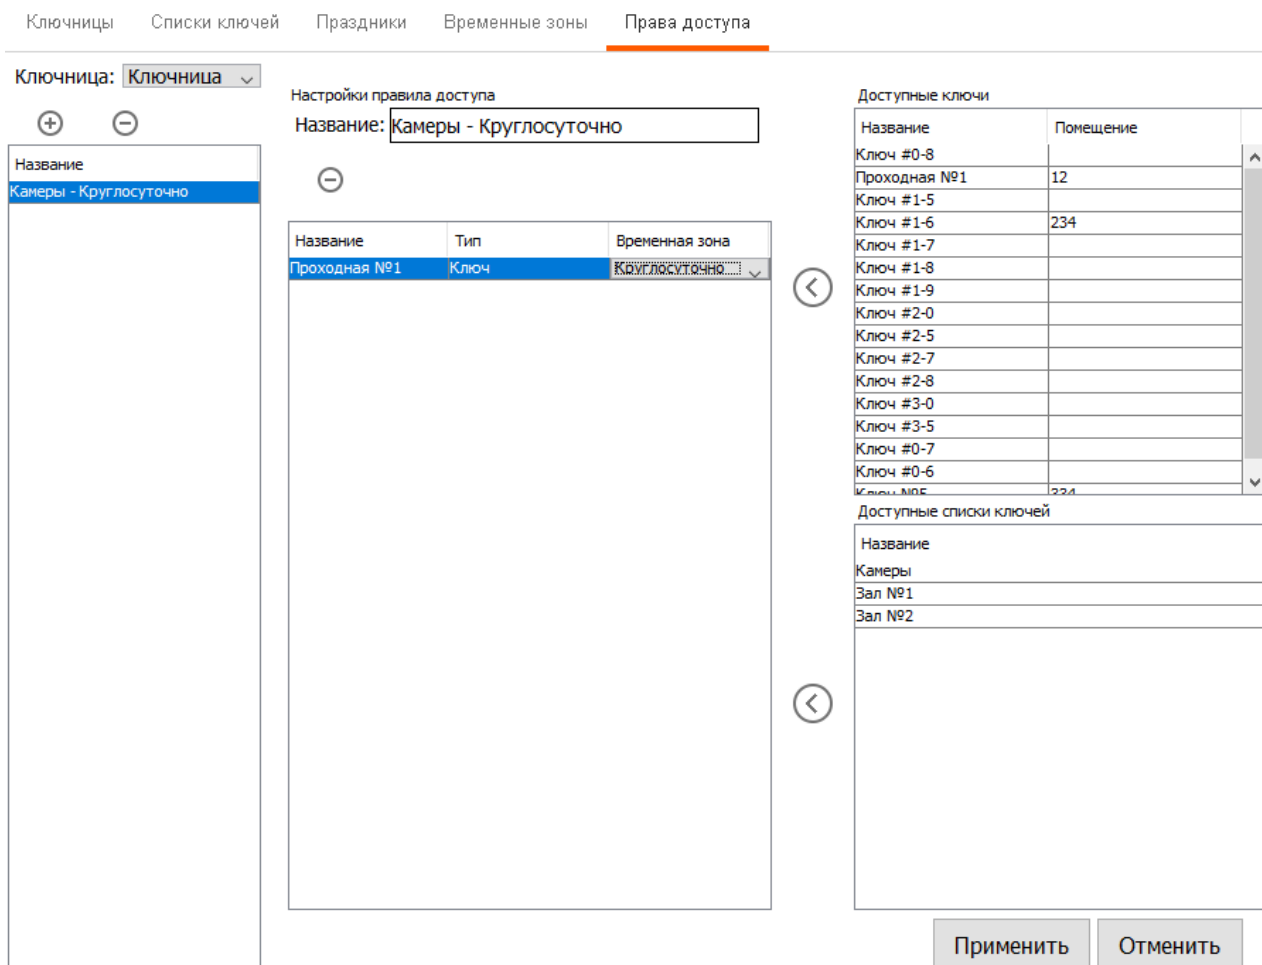 Ключницы Списки ключей Праздники Временные зоны Права доступа
Ключница: Ключница
Название
Камеры - Круглосуточно
Настройки правила доступа
Название: Камеры - Круглосуточно
Название Тип Временная зона
Проходная №1 Ключ Круглосуточно
Доступные ключи
Название Помещение
Ключ #0-8
Проходная №1 12
Ключ #1-5
Ключ #1-6 234
Ключ #1-7
Ключ #1-8
Ключ #1-9
Ключ #2-0
Ключ #2-5
Ключ #2-7
Ключ #2-8
Ключ #3-0
Ключ #3-5
Ключ #0-7
Ключ #0-6
Ключ №5 334
Доступные списки ключей
Название
Камеры
Зал №1
Зал №2
Применить Отменить